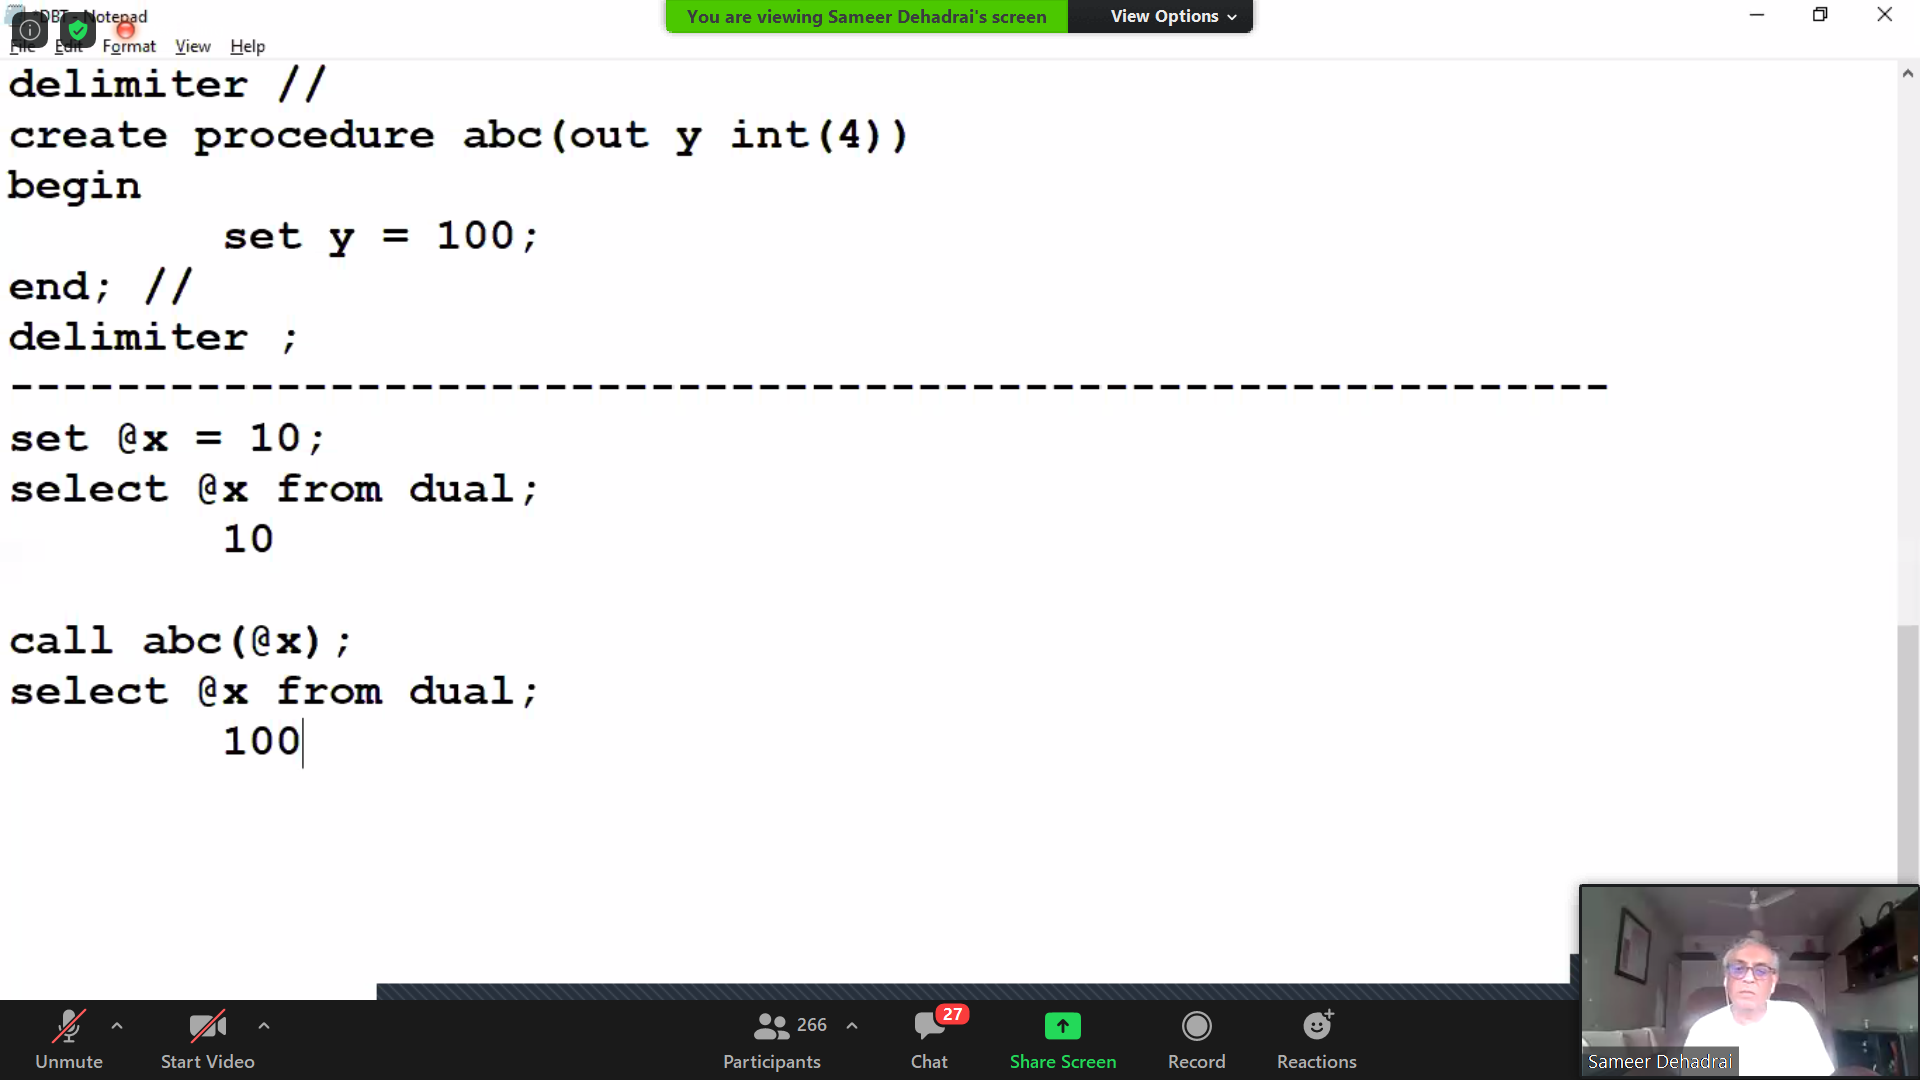 *DBT - Notepad
You are viewing Sameer Dehadrai's screen
View Options
File Edit Format View Help
delimiter //
create procedure abc(out y int(4))
begin
set y = 100;
end; //
delimiter ;
------------------------------------------------------------
set @x = 10;
select @x from dual;
10
call abc(@x);
select @x from dual;
100
Sameer Dehadrai
266
27
Unmute
Start Video
Participants
Chat
Share Screen
Record
Reactions